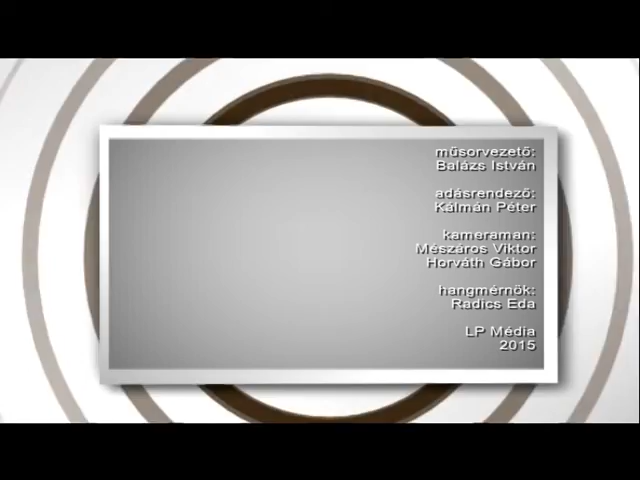 műsorvezető:
Balázs István
adásrendező:
Kálmán Péter
kameraman:
Mészáros Viktor
Horváth Gábor
hangmérnök:
Radics Eda
LP Média
2015